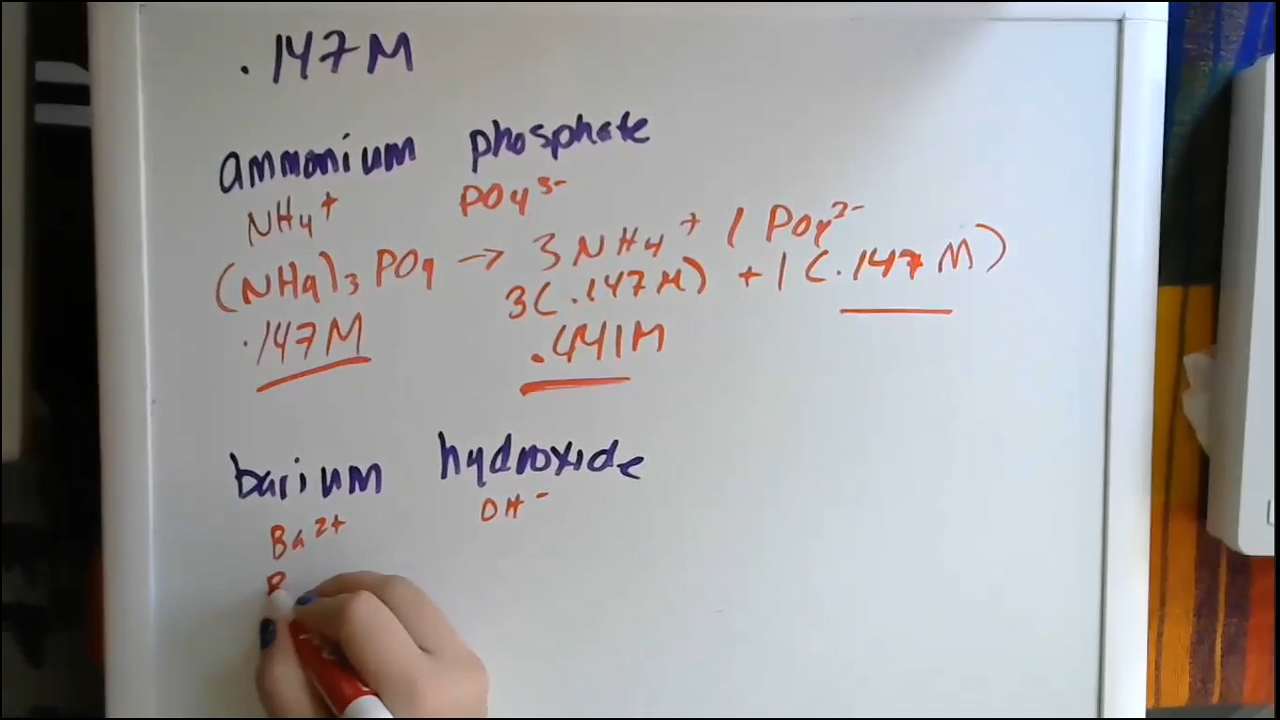 .147M
ammonium phosphate
NH4+ PO4 3-
(NH4)3 PO4 → 3 NH4+ 1 PO4 3-
.147M 3(.147M) + 1(.147M)
.441M
barium hydroxide
Ba2+ OH-
B